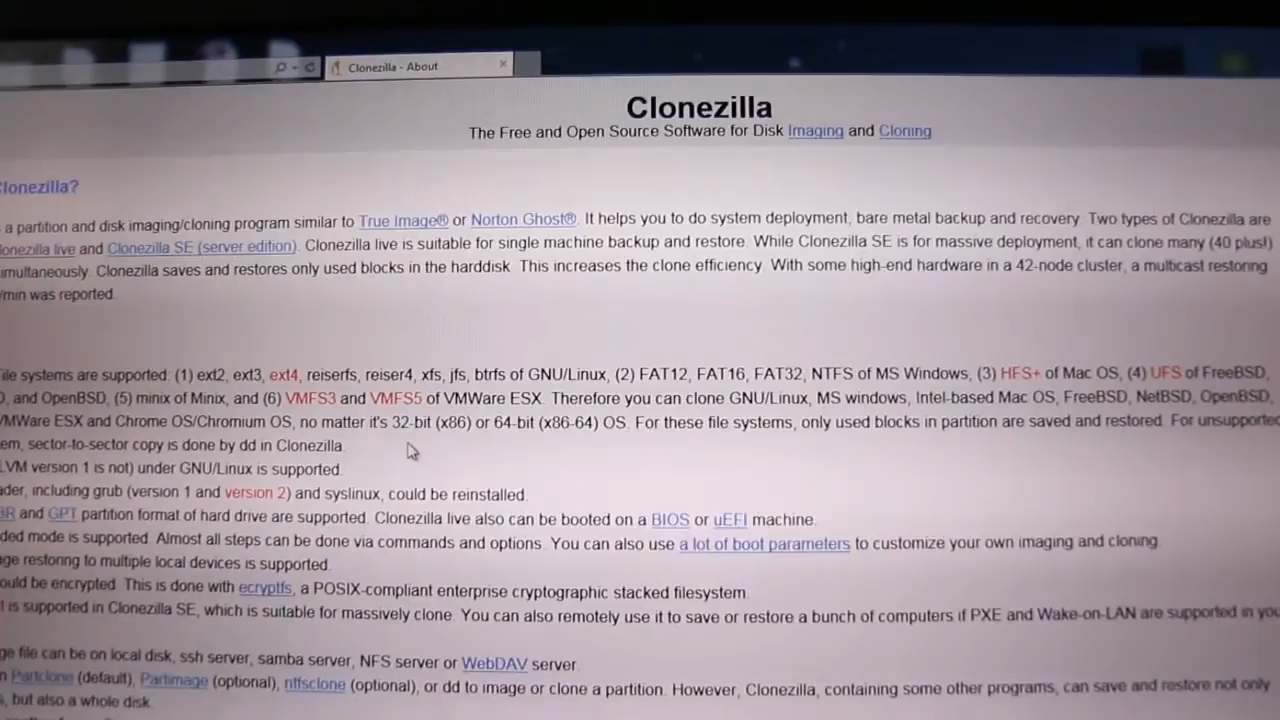 Clonezilla - About
Clonezilla
The Free and Open Source Software for Disk Imaging and Cloning
Clonezilla?
a partition and disk imaging/cloning program similar to True Image® or Norton Ghost®. It helps you to do system deployment, bare metal backup and recovery. Two types of Clonezilla are
onezilla live and Clonezilla SE (server edition). Clonezilla live is suitable for single machine backup and restore. While Clonezilla SE is for massive deployment, it can clone many (40 plus!)
imultaneously. Clonezilla saves and restores only used blocks in the harddisk. This increases the clone efficiency. With some high-end hardware in a 42-node cluster, a multicast restoring
/min was reported.
ile systems are supported: (1) ext2, ext3, ext4, reiserfs, reiser4, xfs, jfs, btrfs of GNU/Linux, (2) FAT12, FAT16, FAT32, NTFS of MS Windows, (3) HFS+ of Mac OS, (4) UFS of FreeBSD,
D, and OpenBSD, (5) minix of Minix, and (6) VMFS3 and VMFS5 of VMWare ESX. Therefore you can clone GNU/Linux, MS windows, Intel-based Mac OS, FreeBSD, NetBSD, OpenBSD,
VMWare ESX and Chrome OS/Chromium OS, no matter it's 32-bit (x86) or 64-bit (x86-64) OS. For these file systems, only used blocks in partition are saved and restored. For unsupported
em, sector-to-sector copy is done by dd in Clonezilla.
LVM version 1 is not) under GNU/Linux is supported.
ader, including grub (version 1 and version 2) and syslinux, could be reinstalled.
BR and GPT partition format of hard drive are supported. Clonezilla live also can be booted on a BIOS or uEFI machine.
ded mode is supported. Almost all steps can be done via commands and options. You can also use a lot of boot parameters to customize your own imaging and cloning.
ge restoring to multiple local devices is supported.
ould be encrypted. This is done with ecryptfs, a POSIX-compliant enterprise cryptographic stacked filesystem.
t is supported in Clonezilla SE, which is suitable for massively clone. You can also remotely use it to save or restore a bunch of computers if PXE and Wake-on-LAN are supported in you
ge file can be on local disk, ssh server, samba server, NFS server or WebDAV server.
n Partclone (default), Partimage (optional), ntfsclone (optional), or dd to image or clone a partition. However, Clonezilla, containing some other programs, can save and restore not only
s, but also a whole disk.